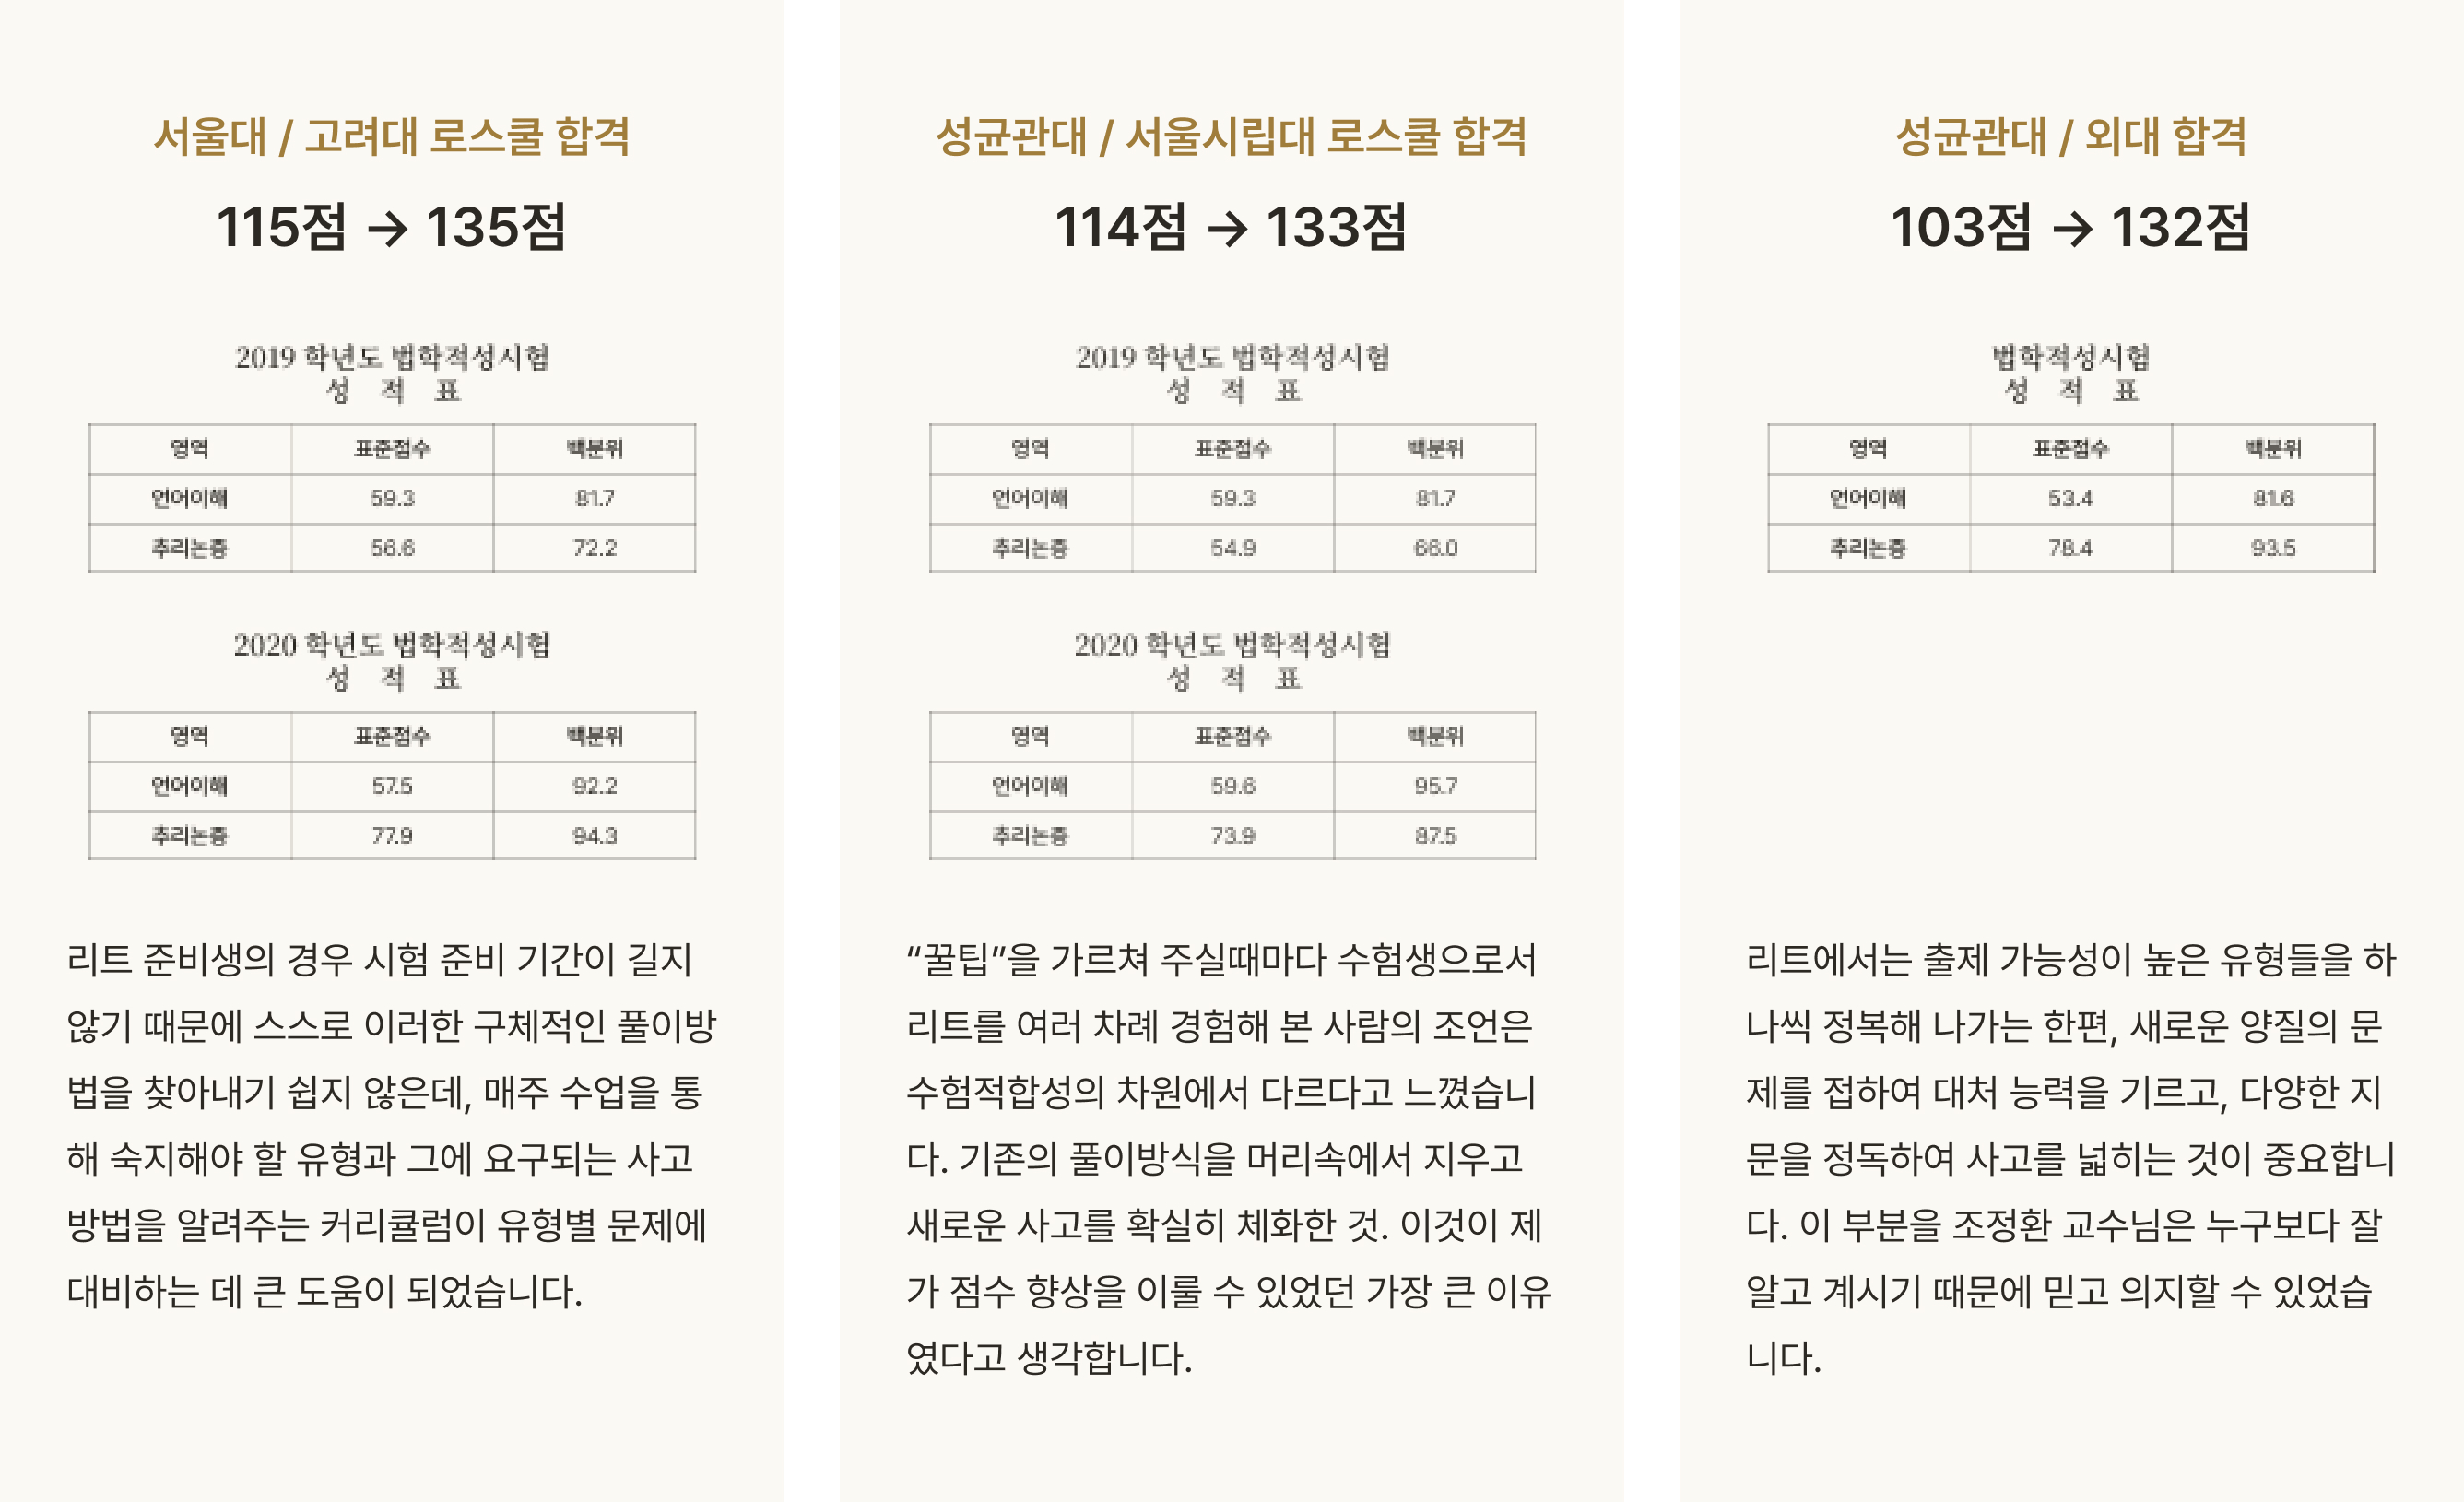 서울대 / 고려대 로스쿨 합격
115점 → 135점
2019 학년도 법학적성시험
성 적 표
영역 표준점수 백분위
언어이해 59.3 81.7
추리논증 56.6 72.2
2020 학년도 법학적성시험
성 적 표
영역 표준점수 백분위
언어이해 57.5 92.2
추리논증 77.9 94.3
리트 준비생의 경우 시험 준비 기간이 길지
않기 때문에 스스로 이러한 구체적인 풀이방
법을 찾아내기 쉽지 않은데, 매주 수업을 통
해 숙지해야 할 유형과 그에 요구되는 사고
방법을 알려주는 커리큘럼이 유형별 문제에
대비하는 데 큰 도움이 되었습니다.
성균관대 / 서울시립대 로스쿨 합격
114점 → 133점
2019 학년도 법학적성시험
성 적 표
영역 표준점수 백분위
언어이해 59.3 81.7
추리논증 54.9 66.0
2020 학년도 법학적성시험
성 적 표
영역 표준점수 백분위
언어이해 59.6 95.7
추리논증 73.9 87.5
“꿀팁”을 가르쳐 주실때마다 수험생으로서
리트를 여러 차례 경험해 본 사람의 조언은
수험적합성의 차원에서 다르다고 느꼈습니
다. 기존의 풀이방식을 머리속에서 지우고
새로운 사고를 확실히 체화한 것. 이것이 제
가 점수 향상을 이룰 수 있었던 가장 큰 이유
였다고 생각합니다.
성균관대 / 외대 합격
103점 → 132점
법학적성시험
성 적 표
영역 표준점수 백분위
언어이해 53.4 81.6
추리논증 78.4 93.5
리트에서는 출제 가능성이 높은 유형들을 하
나씩 정복해 나가는 한편, 새로운 양질의 문
제를 접하여 대처 능력을 기르고, 다양한 지
문을 정독하여 사고를 넓히는 것이 중요합니
다. 이 부분을 조정환 교수님은 누구보다 잘
알고 계시기 때문에 믿고 의지할 수 있었습
니다.